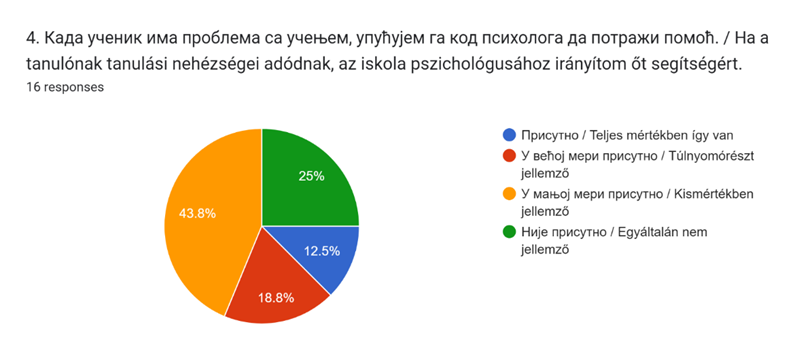 4. Када ученик има проблема са учењем, упућујем га код психолога да потражи помоћ. / На а
tanulónak tanulási nehézségei adódnak, az iskola pszichológusához irányítom őt segítségért.
16 responses
25%
43.8%
12.5%
18.8%
Присутно / Teljes mértékben így van
У већој мери присутно / Túlnyomórészt
jellemző
У мањој мери присутно / Kismértékben
jellemző
Није присутно / Egyáltalán nem
jellemző